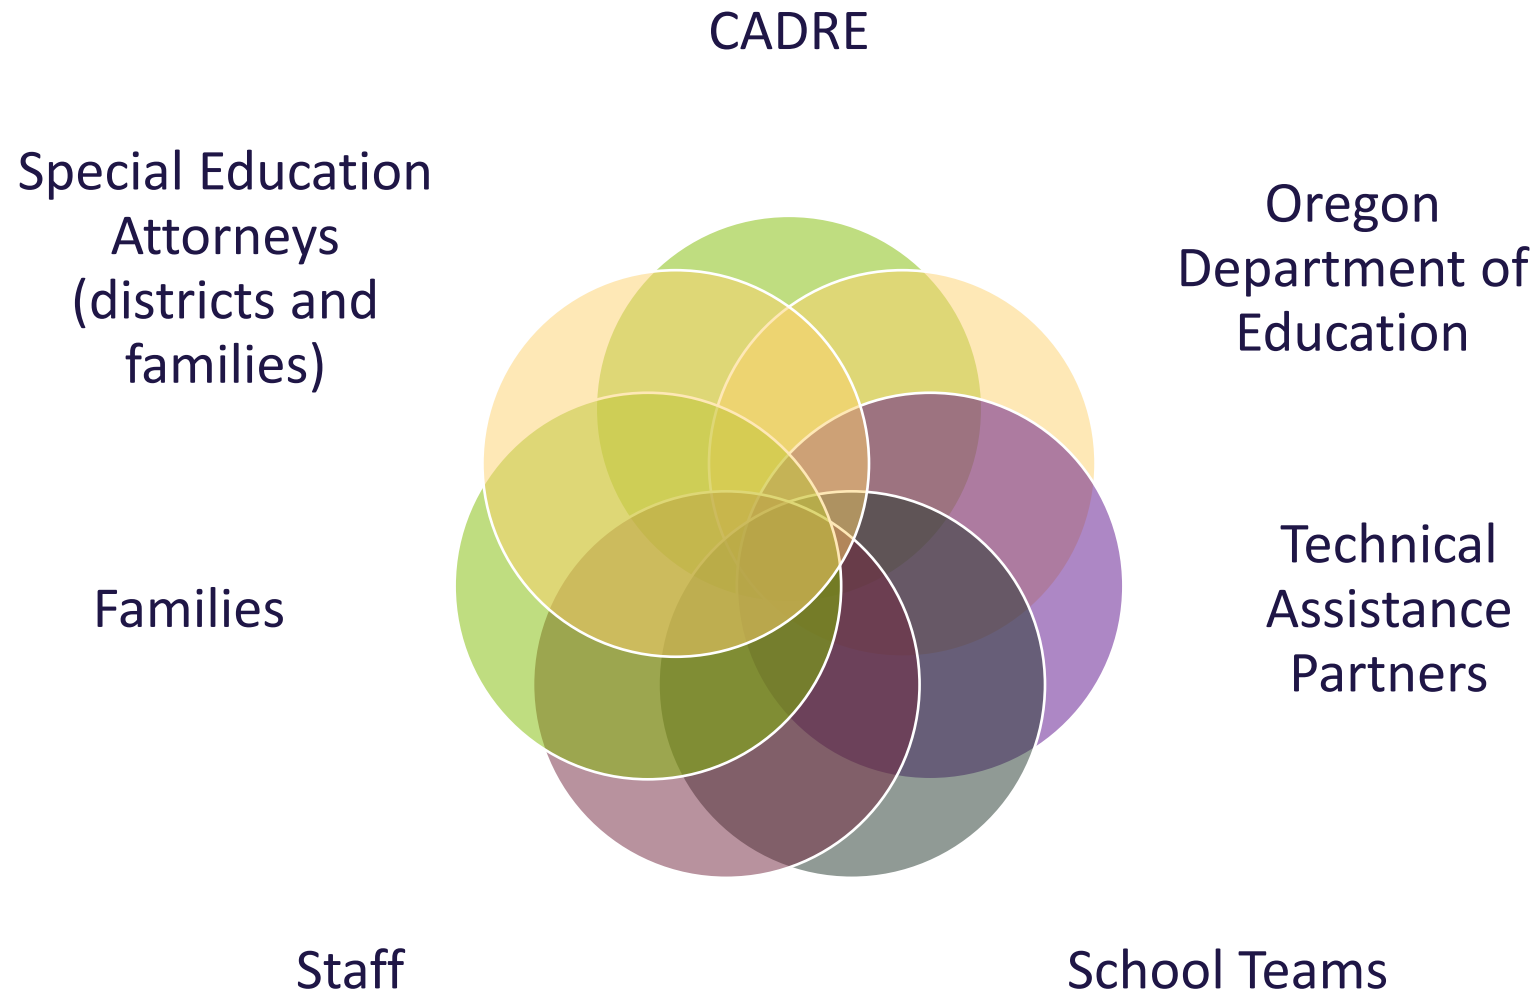 CADRE
Special Education
Attorneys
(districts and
families)
Oregon
Department of
Education
Families
Technical
Assistance
Partners
Staff
School Teams